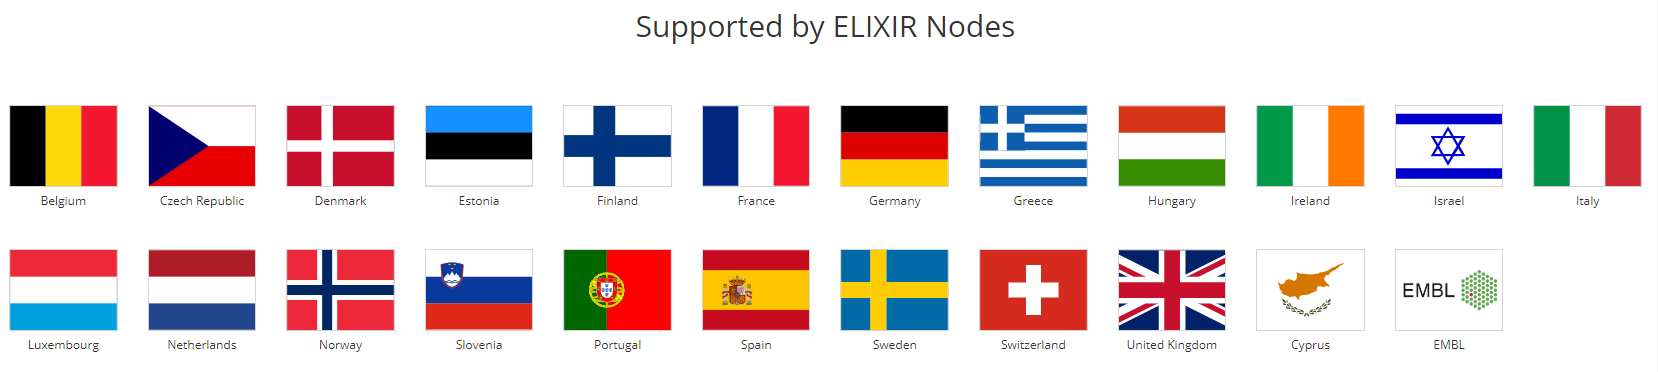 Supported by ELIXIR Nodes
Belgium Czech Republic Denmark Estonia Finland France Germany Greece Hungary Ireland Israel Italy
EMBL
Luxembourg Netherlands Norway Slovenia Portugal Spain Sweden Switzerland United Kingdom Cyprus EMBL